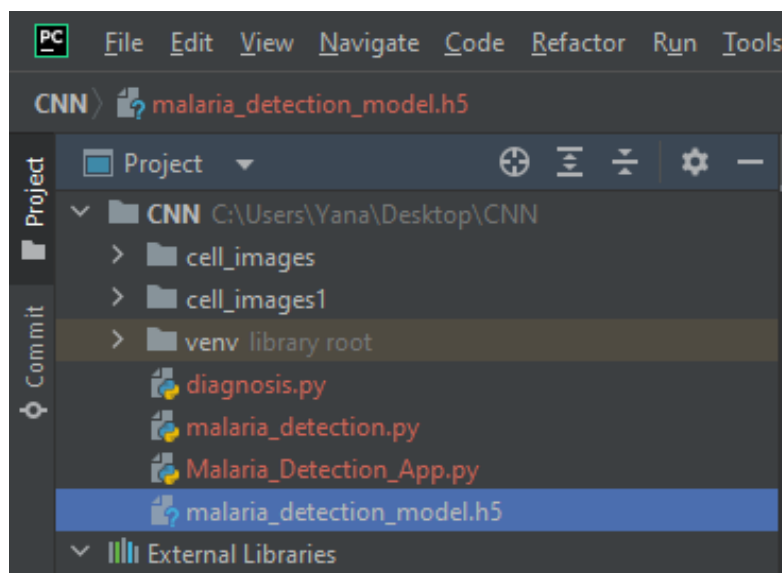 PC File Edit View Navigate Code Refactor Run Tools
CNN malaria_detection_model.h5
Project
Project
CNN C:\Users\Yana\Desktop\CNN
cell_images
cell_images1
venv library root
Commit
diagnosis.py
malaria_detection.py
Malaria_Detection_App.py
malaria_detection_model.h5
External Libraries